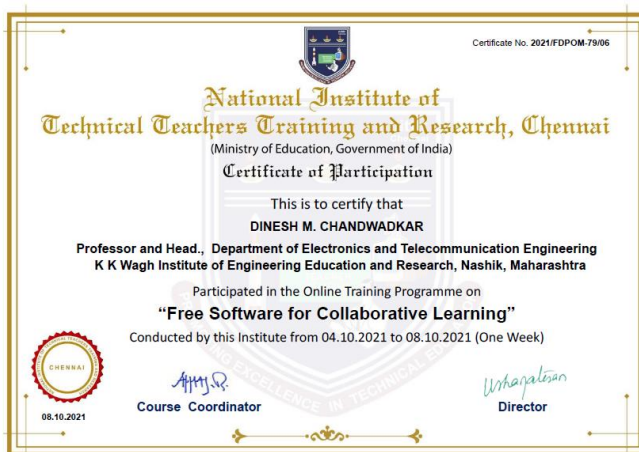 Certificate No. 2021/FDPOM-79/06
National Institute of
Technical Teachers Training and Research, Chennai
(Ministry of Education, Government of India)
Certificate of Participation
This is to certify that
DINESH M. CHANDWADKAR
Professor and Head., Department of Electronics and Telecommunication Engineering
K K Wagh Institute of Engineering Education and Research, Nashik, Maharashtra
Participated in the Online Training Programme on
“Free Software for Collaborative Learning”
Conducted by this Institute from 04.10.2021 to 08.10.2021 (One Week)
CHENNAI
08.10.2021
Course Coordinator
Director
EXCELLENCE IN TECHNICAL